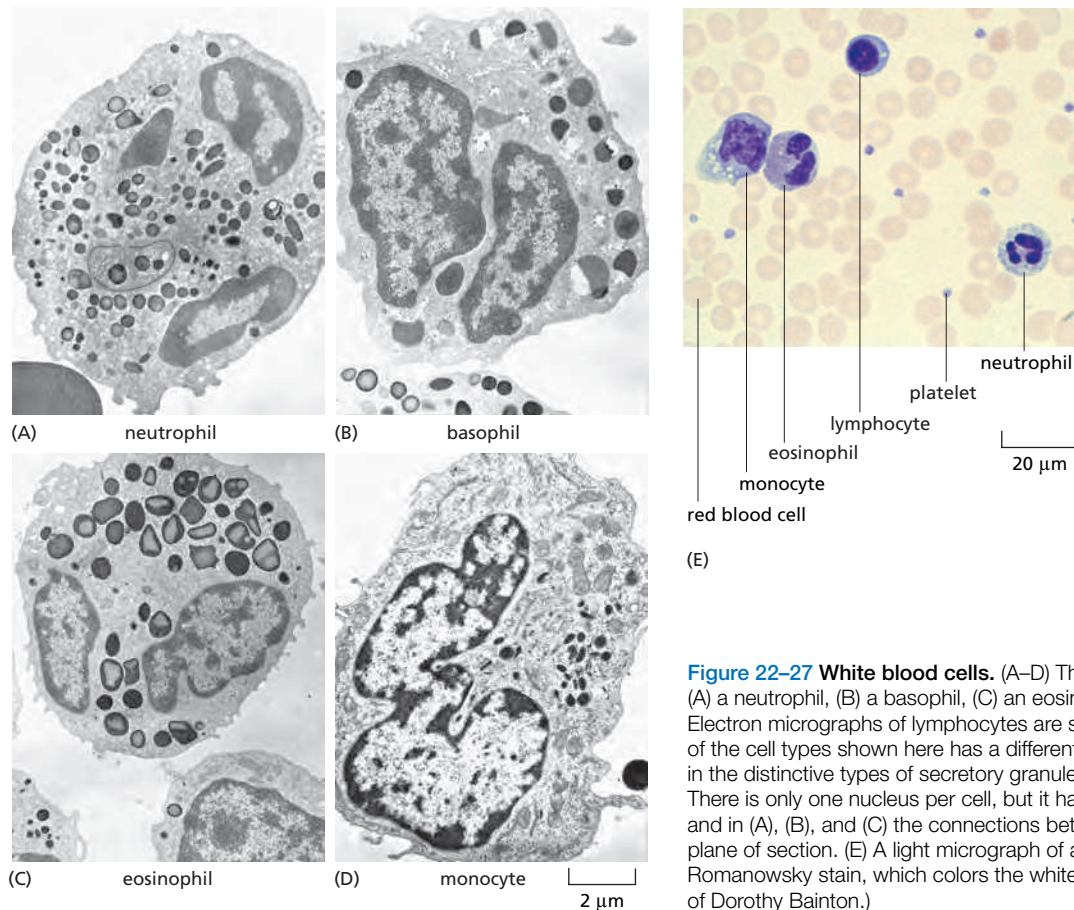 (A) neutrophil
(B) basophil
(C) eosinophil
(D) monocyte
2 μm
neutrophil
platelet
lymphocyte
eosinophil
monocyte
red blood cell
20 μm
(E)
Figure 22–27 White blood cells. (A–D) Th
(A) a neutrophil, (B) a basophil, (C) an eosin
Electron micrographs of lymphocytes are s
of the cell types shown here has a different
in the distinctive types of secretory granule
There is only one nucleus per cell, but it ha
and in (A), (B), and (C) the connections bet
plane of section. (E) A light micrograph of a
Romanowsky stain, which colors the white
of Dorothy Bainton.)